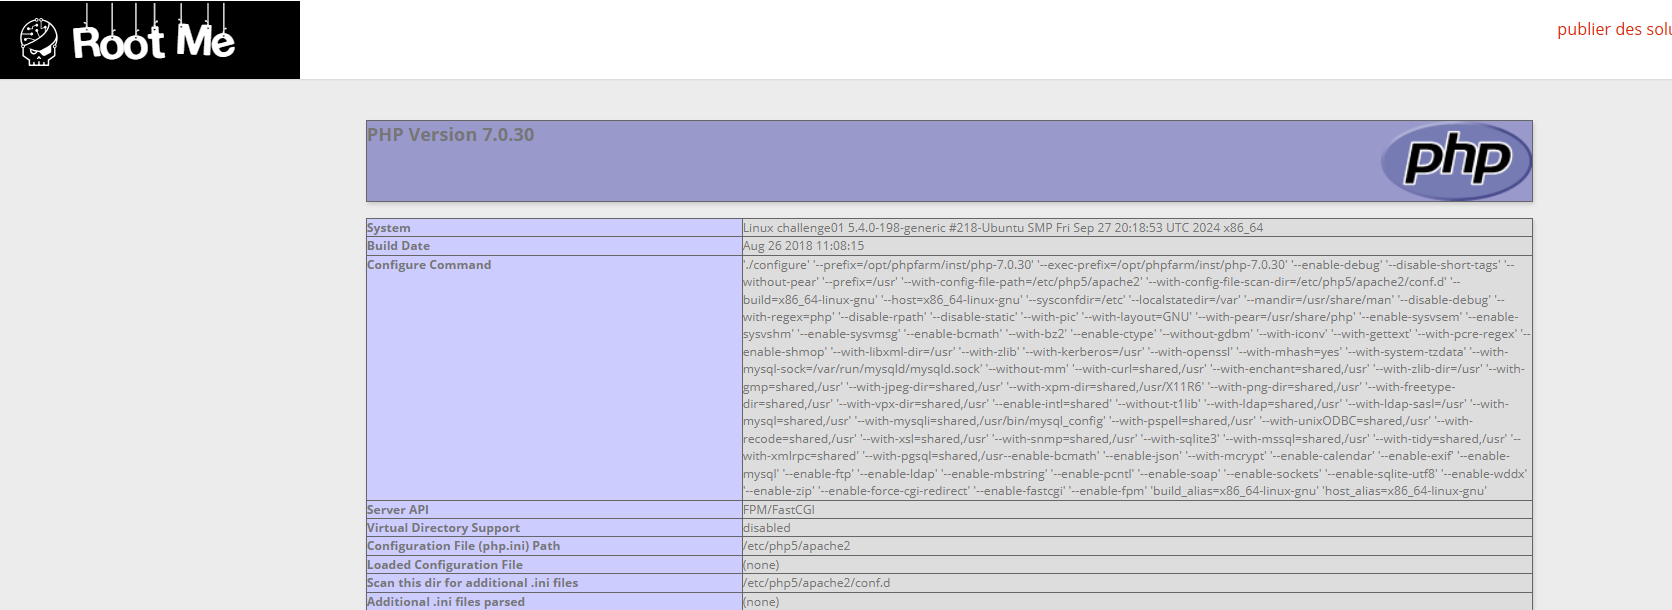 Root Me
publier des solu
PHP Version 7.0.30
php
System
Linux challenge01 5.4.0-198-generic #218-Ubuntu SMP Fri Sep 27 20:18:53 UTC 2024 x86_64
Build Date
Aug 26 2018 11:08:15
Configure Command
'./configure' '--prefix=/opt/phpfarm/inst/php-7.0.30' '--exec-prefix=/opt/phpfarm/inst/php-7.0.30' '--enable-debug' '--disable-short-tags' '--
without-pear' '--prefix=/usr' '--with-config-file-path=/etc/php5/apache2' '--with-config-file-scan-dir=/etc/php5/apache2/conf.d' '--
build=x86_64-linux-gnu' '--host=x86_64-linux-gnu' '--sysconfdir=/etc' '--localstatedir=/var' '--mandir=/usr/share/man' '--disable-debug' '--
with-regex=php' '--disable-rpath' '--disable-static' '--with-pic' '--with-layout=GNU' '--with-pear=/usr/share/php' '--enable-sysvsem' '--enable-
sysvshm' '--enable-sysvmsg' '--enable-bcmath' '--with-bz2' '--enable-ctype' '--without-gdbm' '--with-iconv' '--with-gettext' '--with-pcre-regex' '--
enable-shmop' '--with-libxml-dir=/usr' '--with-zlib' '--with-kerberos=/usr' '--with-openssl' '--with-mhash=yes' '--with-system-tzdata' '--with-
mysql-sock=/var/run/mysqld/mysqld.sock' '--without-mm' '--with-curl=shared,/usr' '--with-enchant=shared,/usr' '--with-zlib-dir=/usr' '--with-
gmp=shared,/usr' '--with-jpeg-dir=shared,/usr' '--with-xpm-dir=shared,/usr/X11R6' '--with-png-dir=shared,/usr' '--with-freetype-
dir=shared,/usr' '--with-vpx-dir=shared,/usr' '--enable-intl=shared' '--without-t1lib' '--with-ldap=shared,/usr' '--with-ldap-sasl=/usr' '--with-
mysql=shared,/usr' '--with-mysqli=shared,/usr/bin/mysql_config' '--with-pspell=shared,/usr' '--with-unixODBC=shared,/usr' '--with-
recode=shared,/usr' '--with-xsl=shared,/usr' '--with-snmp=shared,/usr' '--with-sqlite3' '--with-mssql=shared,/usr' '--with-tidy=shared,/usr' '--
with-xmlrpc=shared' '--with-pgsql=shared,/usr--enable-bcmath' '--enable-json' '--with-mcrypt' '--enable-calendar' '--enable-exif' '--enable-
mysql' '--enable-ftp' '--enable-ldap' '--enable-mbstring' '--enable-pcntl' '--enable-soap' '--enable-sockets' '--enable-sqlite-utf8' '--enable-wddx'
'--enable-zip' '--enable-force-cgi-redirect' '--enable-fastcgi' '--enable-fpm' 'build_alias=x86_64-linux-gnu' 'host_alias=x86_64-linux-gnu'
Server API
FPM/FastCGI
Virtual Directory Support
disabled
Configuration File (php.ini) Path
/etc/php5/apache2
Loaded Configuration File
(none)
Scan this dir for additional .ini files
/etc/php5/apache2/conf.d
Additional .ini files parsed
(none)